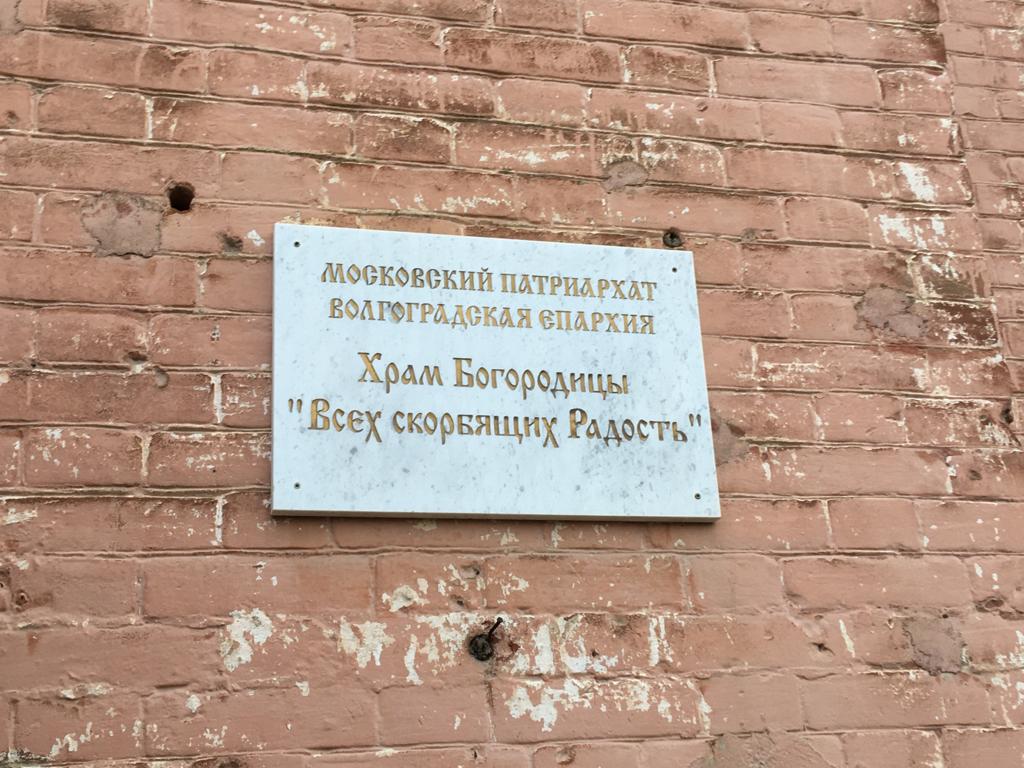 МОСКОВСКИЙ ПАТРИАРХАТ
ВОЛГОГРАДСКАЯ ЕПАРХИЯ
Храм Богородицы
"Всех скорбящих Радость"